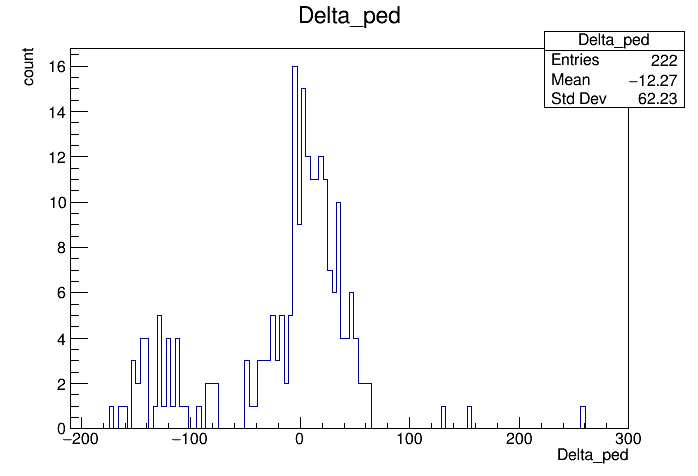 Delta_ped
Delta_ped
Entries 222
Mean −12.27
Std Dev 62.23
count
16
14
12
10
8
6
4
2
0
−200 −100 0 100 200 300
Delta_ped